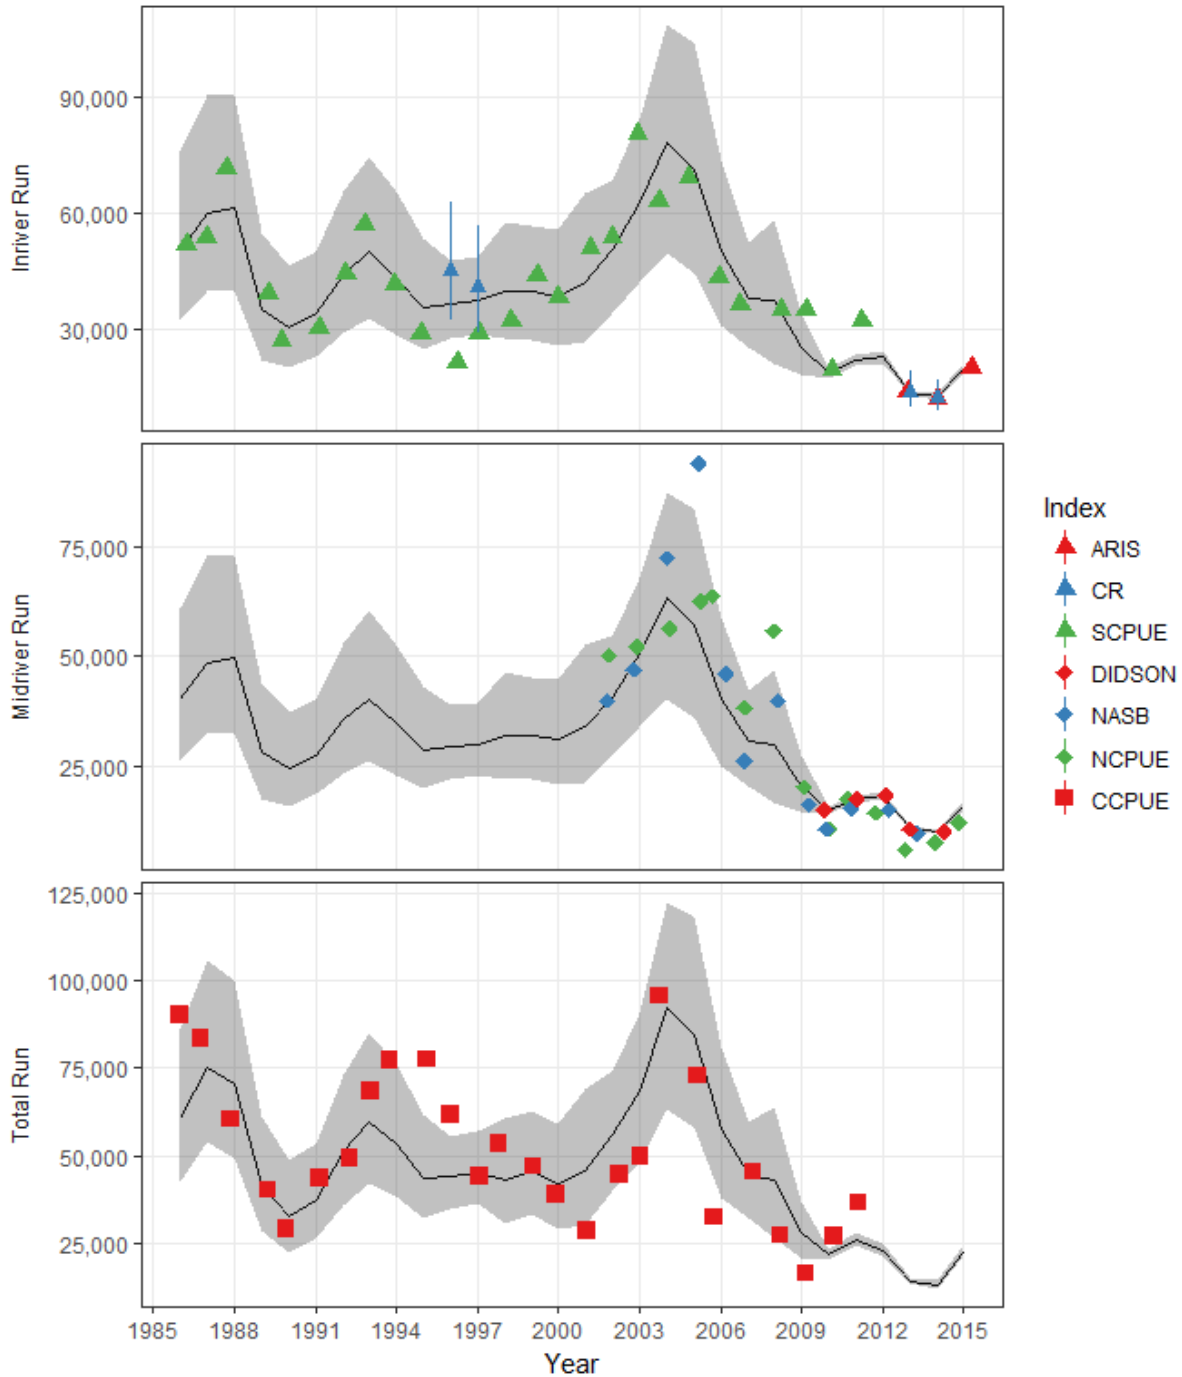 Inriver Run
90,000
60,000
30,000
Midriver Run
75,000
50,000
25,000
Total Run
125,000
100,000
75,000
50,000
25,000
1985 1988 1991 1994 1997 2000 2003 2006 2009 2012 2015
Year
Index
ARIS
CR
SCPUE
DIDSON
NASB
NCPUE
CCPUE